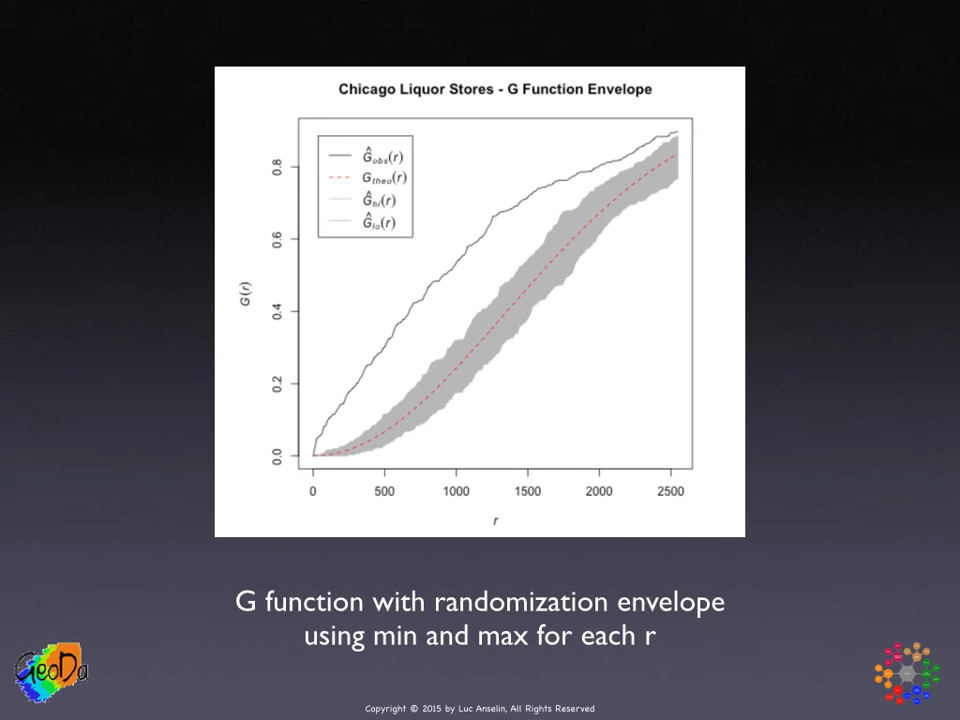 Chicago Liquor Stores - G Function Envelope
Ĝobs(r)
Gtheo(r)
Ĝhi(r)
Ĝlo(r)
0.8
0.6
0.4
0.2
0.0
G(r)
0 500 1000 1500 2000 2500
r
G function with randomization envelope
using min and max for each r
GeoDa
Copyright © 2015 by Luc Anselin, All Rights Reserved